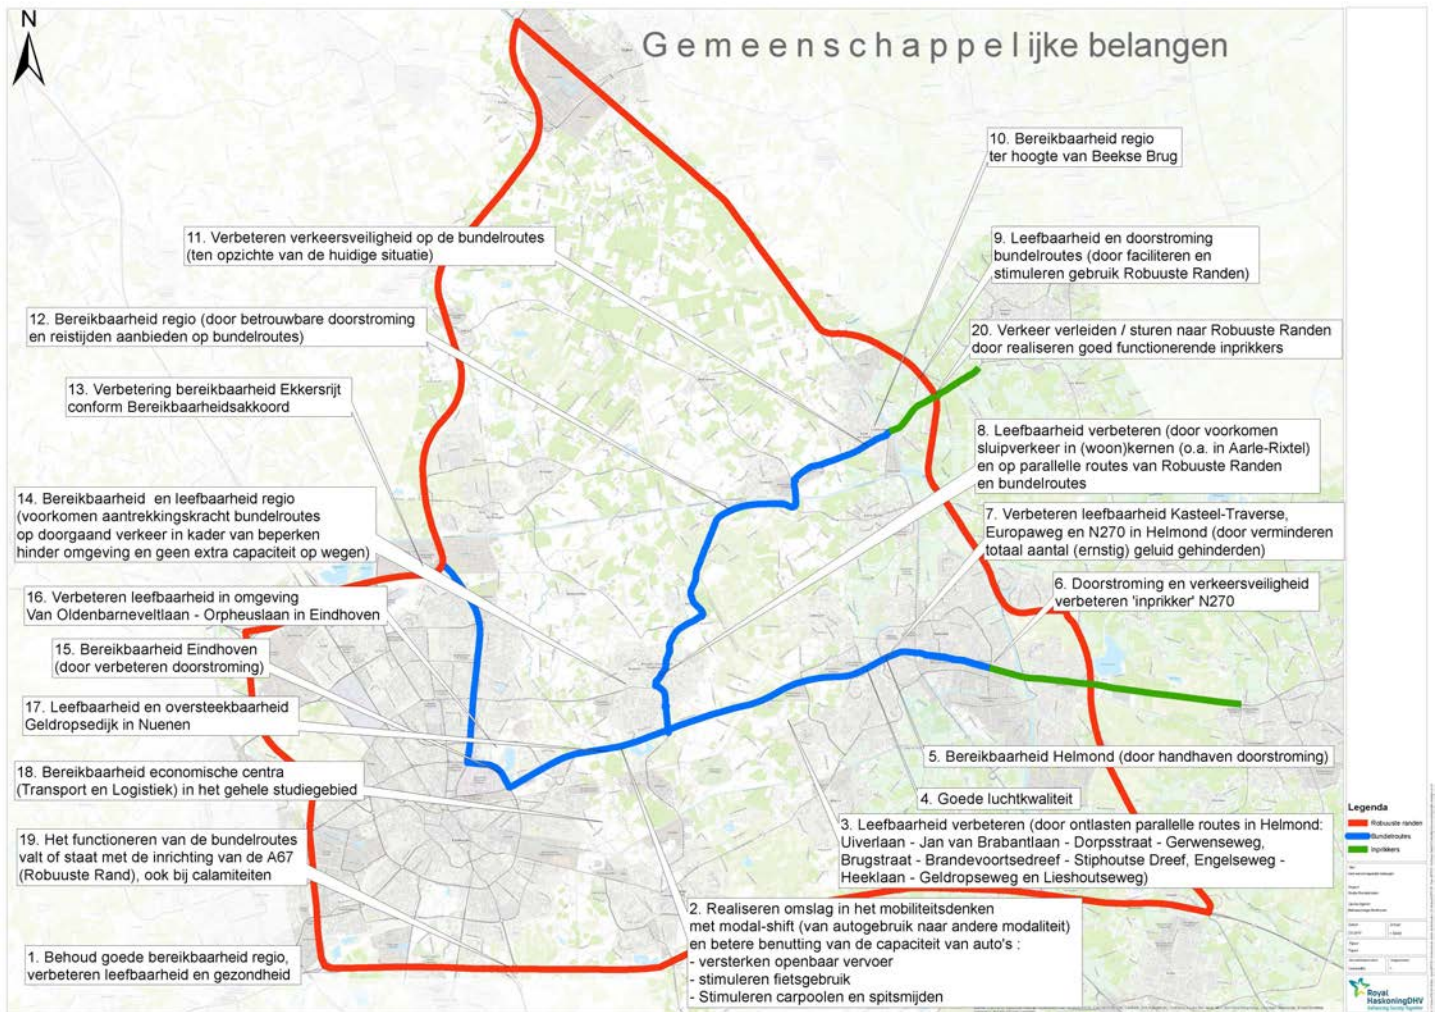 N
Gemeenschappelijke belangen
10. Bereikbaarheid regio
ter hoogte van Beekse Brug
11. Verbeteren verkeersveiligheid op de bundelroutes
(ten opzichte van de huidige situatie)
9. Leefbaarheid en doorstroming
bundelroutes (door faciliteren en
stimuleren gebruik Robuuste Randen)
12. Bereikbaarheid regio (door betrouwbare doorstroming
en reistijden aanbieden op bundelroutes)
20. Verkeer verleiden / sturen naar Robuuste Randen
door realiseren goed functionerende inprikkers
13. Verbetering bereikbaarheid Ekkersrijt
conform Bereikbaarheidsakkoord
8. Leefbaarheid verbeteren (door voorkomen
sluipverkeer in (woon)kernen (o.a. in Aarle-Rixtel)
en op parallelle routes van Robuuste Randen
en bundelroutes
14. Bereikbaarheid en leefbaarheid regio
(voorkomen aantrekkingskracht bundelroutes
op doorgaand verkeer in kader van beperken
hinder omgeving en geen extra capaciteit op wegen)
7. Verbeteren leefbaarheid Kasteel-Traverse,
Europaweg en N270 in Helmond (door verminderen
totaal aantal (ernstig) geluid gehinderden)
16. Verbeteren leefbaarheid in omgeving
Van Oldenbarneveltlaan - Orpheuslaan in Eindhoven
6. Doorstroming en verkeersveiligheid
verbeteren 'inprikker' N270
15. Bereikbaarheid Eindhoven
(door verbeteren doorstroming)
17. Leefbaarheid en oversteekbaarheid
Geldropsedijk in Nuenen
5. Bereikbaarheid Helmond (door handhaven doorstroming)
18. Bereikbaarheid economische centra
(Transport en Logistiek) in het gehele studiegebied
4. Goede luchtkwaliteit
19. Het functioneren van de bundelroutes
valt of staat met de inrichting van de A67
(Robuuste Rand), ook bij calamiteiten
3. Leefbaarheid verbeteren (door ontlasten parallelle routes in Helmond:
Uiverlaan - Jan van Brabantlaan - Dorpsstraat - Gerwenseweg,
Brugstraat - Brandevoortsedreef - Stiphoutse Dreef, Engelseweg -
Heeklaan - Geldropseweg en Lieshoutseweg)
2. Realiseren omslag in het mobiliteitsdenken
met modal-shift (van autogebruik naar andere modaliteit)
en betere benutting van de capaciteit van auto's :
- versterken openbaar vervoer
- stimuleren fietsgebruik
- Stimuleren carpoolen en spitsmijden
1. Behoud goede bereikbaarheid regio,
verbeteren leefbaarheid en gezondheid
Legenda
Robuuste randen
Bundelroutes
Inprikkers
Royal
HaskoningDHV
Enhancing Society Together